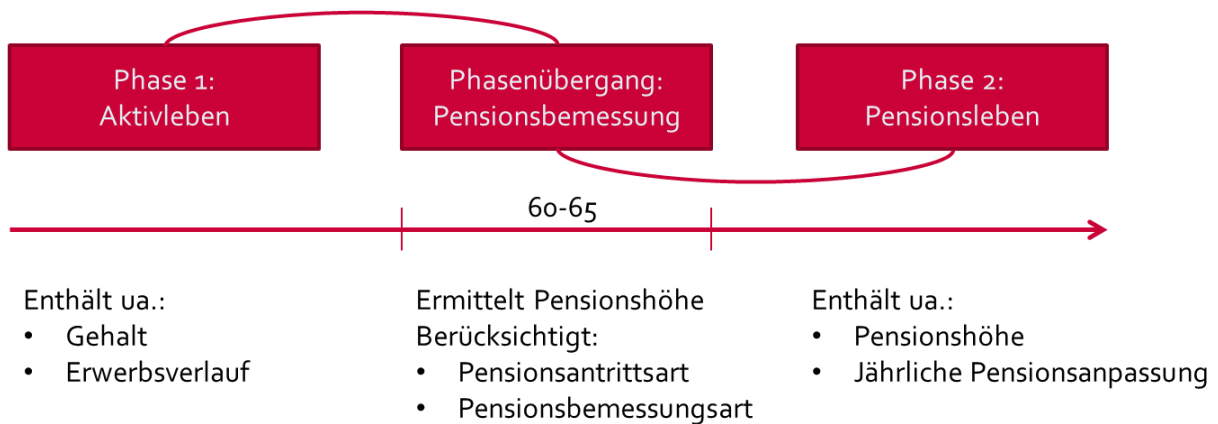 Phase 1:
Aktivleben
Phasenübergang:
Pensionsbemessung
Phase 2:
Pensionsleben
60-65
Enthält ua.:
• Gehalt
• Erwerbsverlauf
Ermittelt Pensionshöhe
Berücksichtigt:
• Pensionsantrittsart
• Pensionsbemessungsart
Enthält ua.:
• Pensionshöhe
• Jährliche Pensionsanpassung